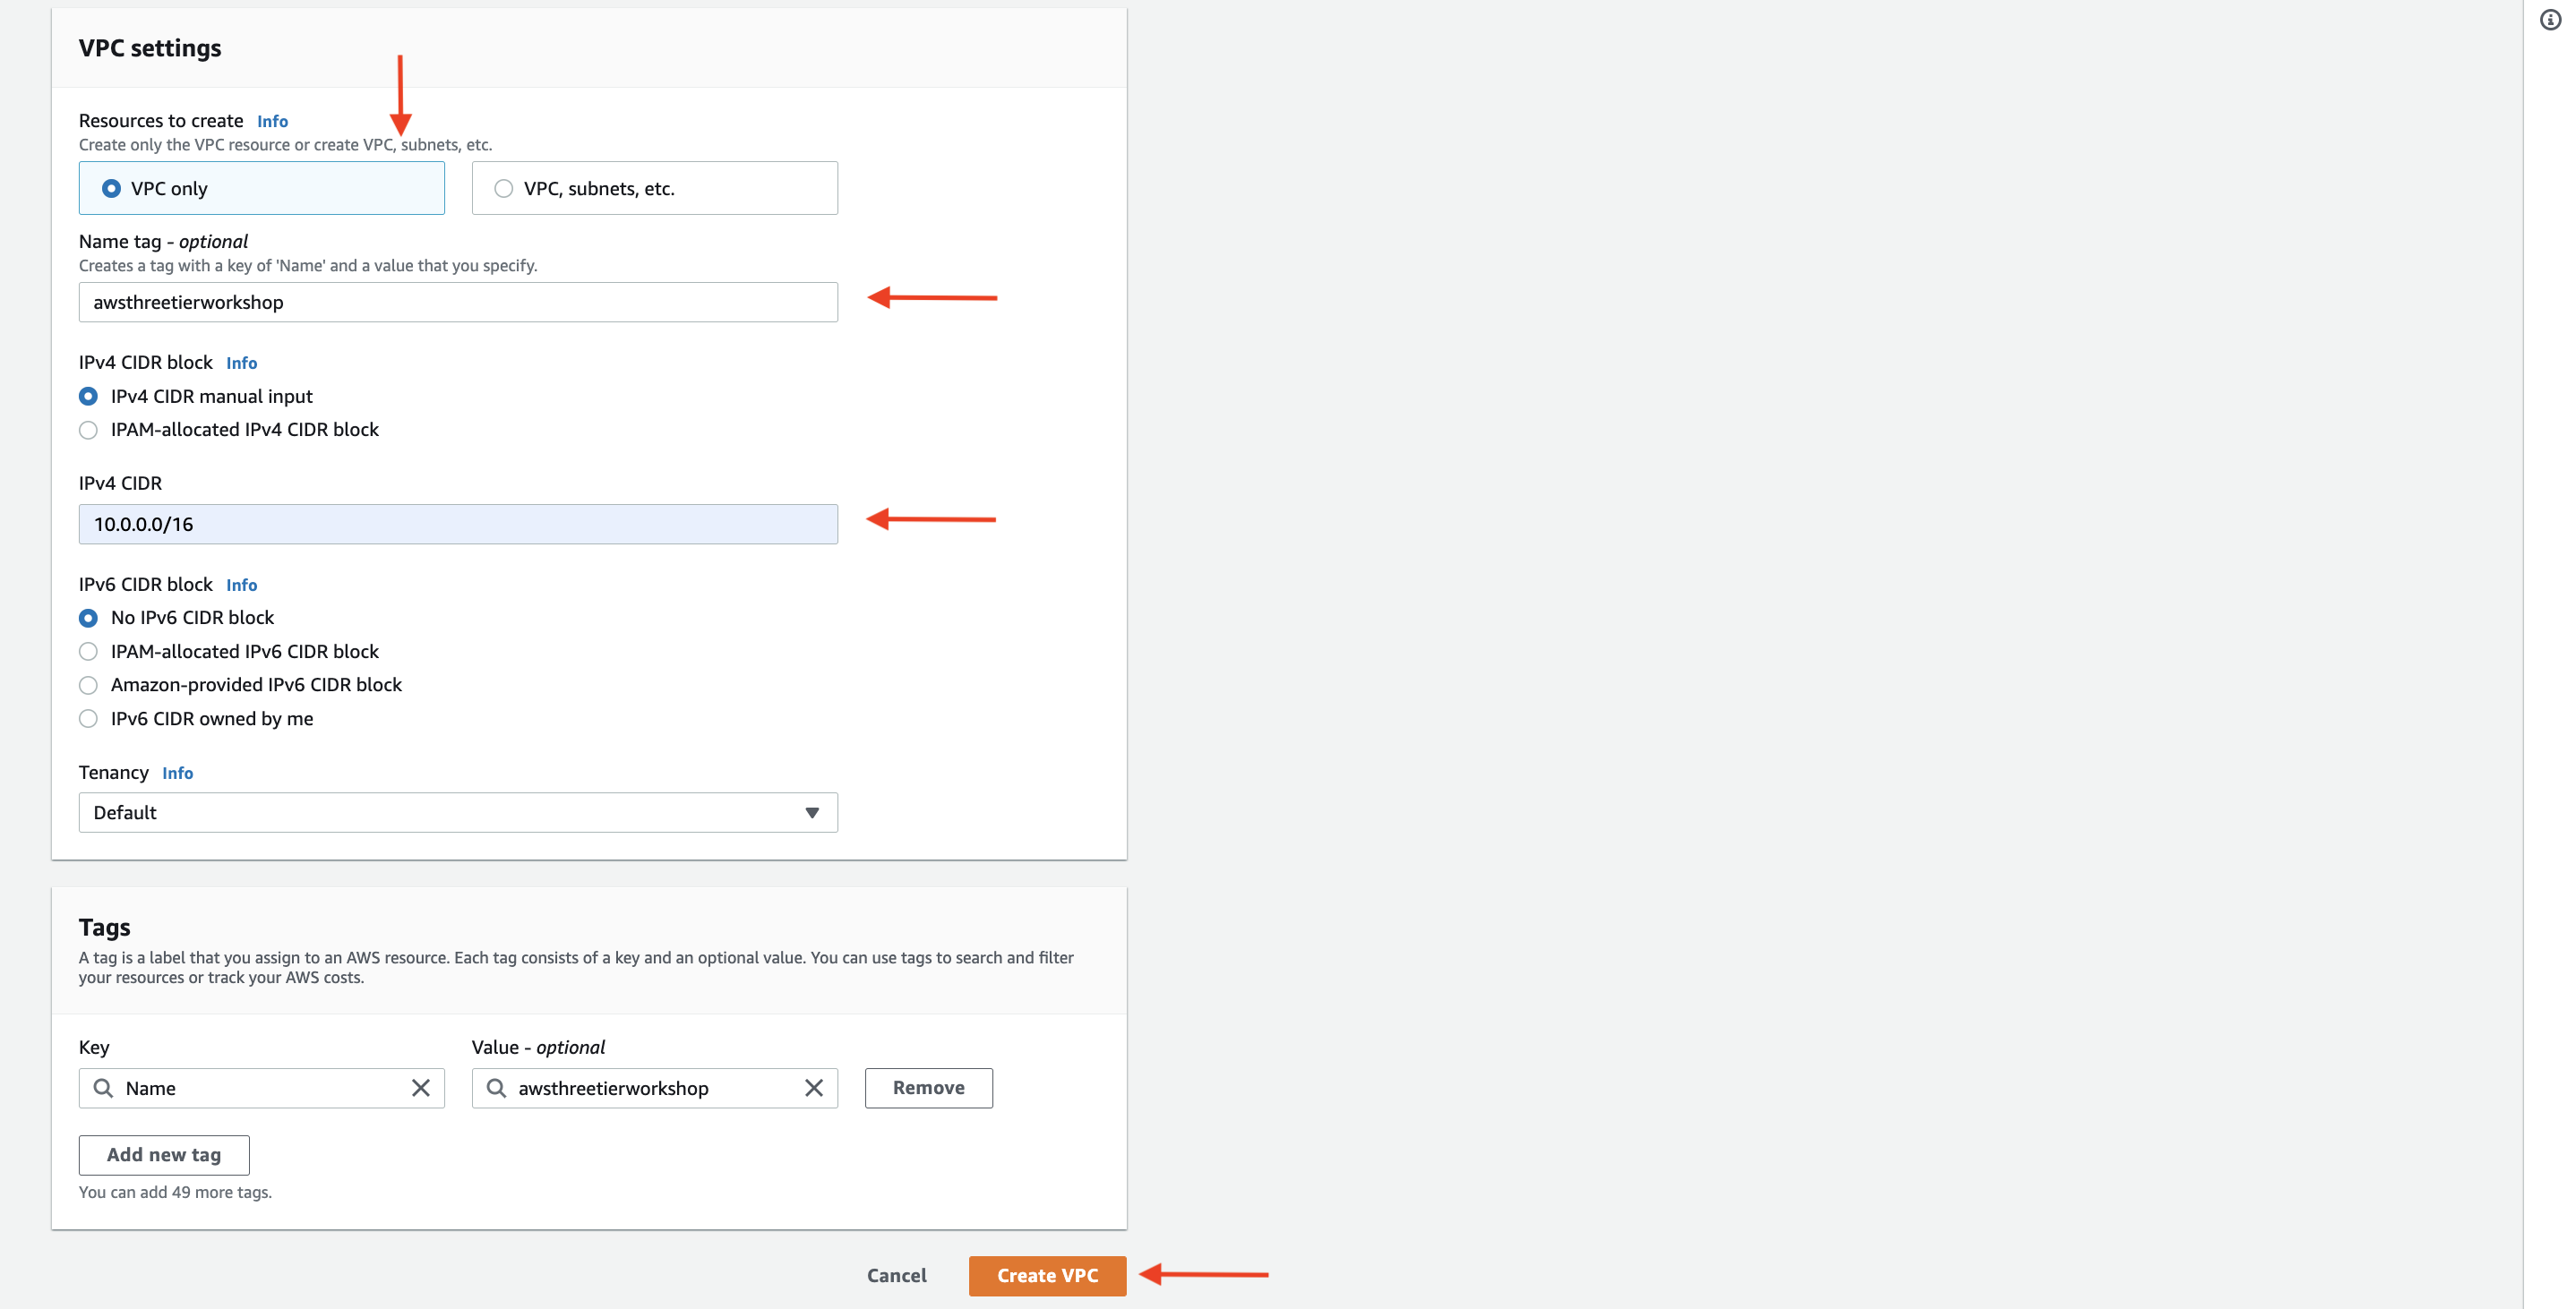 VPC settings
Resources to create Info
Create only the VPC resource or create VPC, subnets, etc.
VPC only VPC, subnets, etc.
Name tag - optional
Creates a tag with a key of 'Name' and a value that you specify.
awsthreetierworkshop
IPv4 CIDR block Info
IPv4 CIDR manual input
IPAM-allocated IPv4 CIDR block
IPv4 CIDR
10.0.0.0/16
IPv6 CIDR block Info
No IPv6 CIDR block
IPAM-allocated IPv6 CIDR block
Amazon-provided IPv6 CIDR block
IPv6 CIDR owned by me
Tenancy Info
Default
Tags
A tag is a label that you assign to an AWS resource. Each tag consists of a key and an optional value. You can use tags to search and filter
your resources or track your AWS costs.
Key Value - optional
Name awsthreetierworkshop Remove
Add new tag
You can add 49 more tags.
Cancel Create VPC